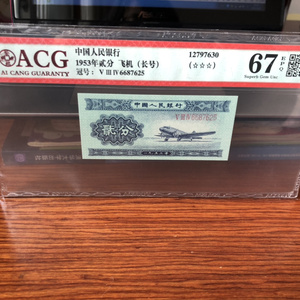 ACG
AI CANG GUARANTY
中国人民银行
1953年贰分 飞机（长号）
冠号：V III IV 6687625
12797630
（☆☆☆）
67
EPQ
Superb Gem Unc
中国人民银行
V III IV 6687625
贰分